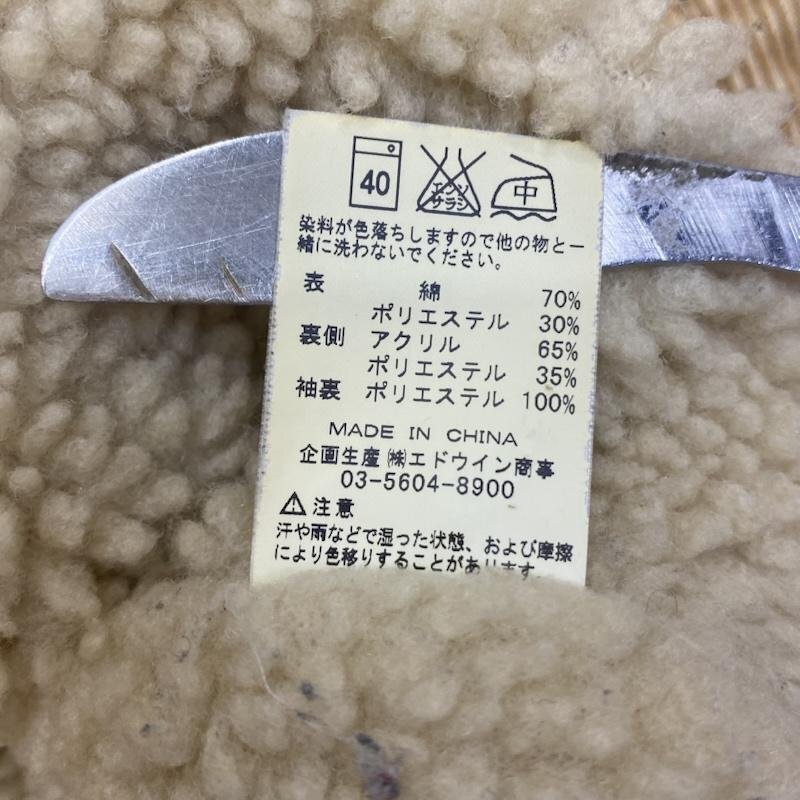 40
エンソ
サラシ
中
染料が色落ちしますので他の物と一
緒に洗わないでください。
表 綿 70%
ポリエステル 30%
裏側 アクリル 65%
ポリエステル 35%
袖裏 ポリエステル 100%
MADE IN CHINA
企画生産 ㈱エドウイン商事
03-5604-8900
⚠注意
汗や雨などで湿った状態、および摩擦
により色移りすることがあります。